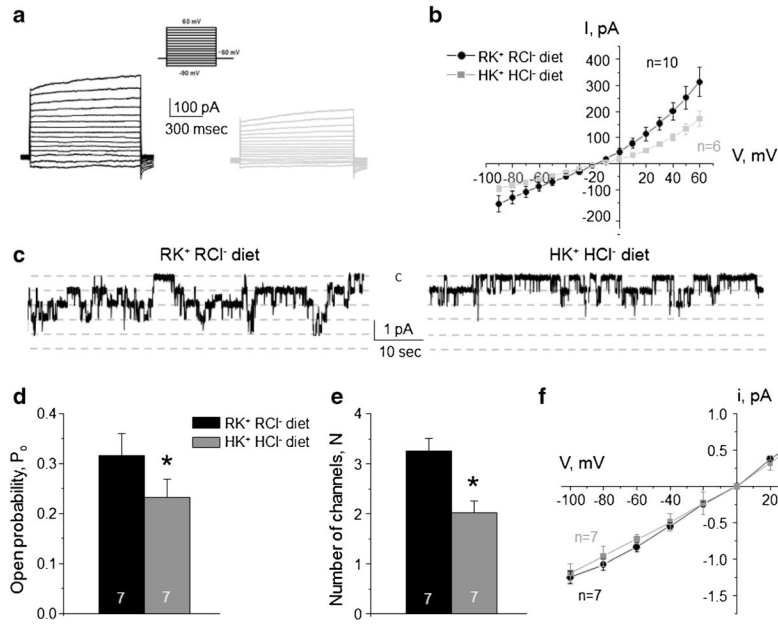 a
60 mV
-60 mV
-90 mV
100 pA
300 msec
b
I, pA
RK⁺ RCl⁻ diet
HK⁺ HCl⁻ diet
n=10
400
300
200
100
V, mV
n=6
-100 -80 -60 -40 -20 0 20 40 60
-100
-200
c
RK⁺ RCl⁻ diet
HK⁺ HCl⁻ diet
c
1 pA
10 sec
d
Open probability, P₀
0.4
0.3
0.2
0.1
0.0
*
7
7
RK⁺ RCl⁻ diet
HK⁺ HCl⁻ diet
e
Number of channels, N
4
3
2
1
0
*
7
7
f
i, pA
1.0
0.5
V, mV
-100 -80 -60 -40 -20 0 20
-0.5
-1.0
-1.5
n=7
n=7